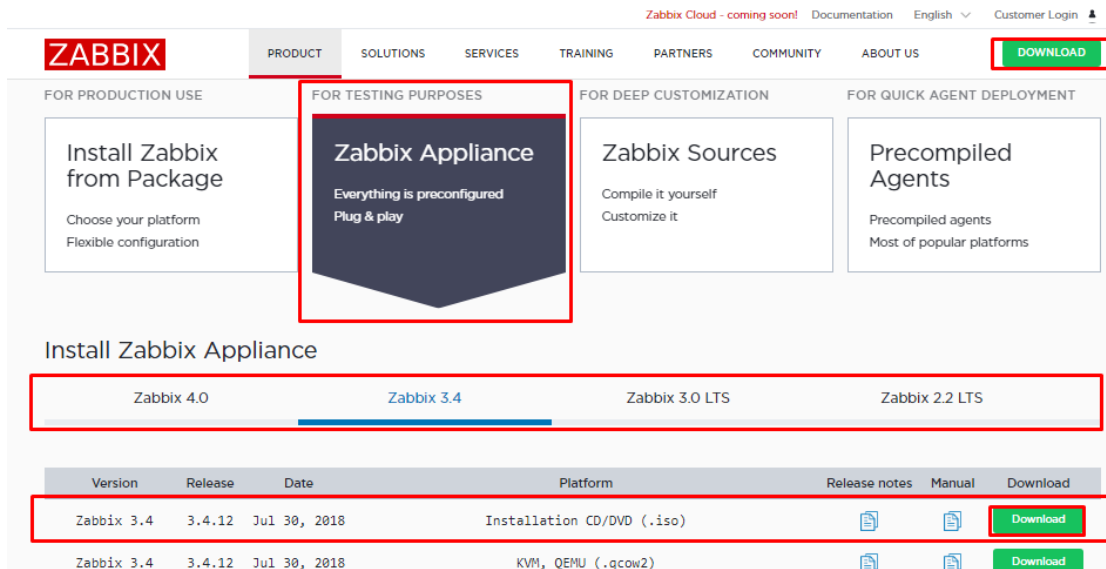 Zabbix Cloud - coming soon! Documentation English Customer Login
ZABBIX PRODUCT SOLUTIONS SERVICES TRAINING PARTNERS COMMUNITY ABOUT US DOWNLOAD
FOR PRODUCTION USE
Install Zabbix
from Package
Choose your platform
Flexible configuration
FOR TESTING PURPOSES
Zabbix Appliance
Everything is preconfigured
Plug & play
FOR DEEP CUSTOMIZATION
Zabbix Sources
Compile it yourself
Customize it
FOR QUICK AGENT DEPLOYMENT
Precompiled
Agents
Precompiled agents
Most of popular platforms
Install Zabbix Appliance
Zabbix 4.0 Zabbix 3.4 Zabbix 3.0 LTS Zabbix 2.2 LTS
Version Release Date Platform Release notes Manual Download
Zabbix 3.4 3.4.12 Jul 30, 2018 Installation CD/DVD (.iso) Download
Zabbix 3.4 3.4.12 Jul 30, 2018 KVM, QEMU (.qcow2) Download